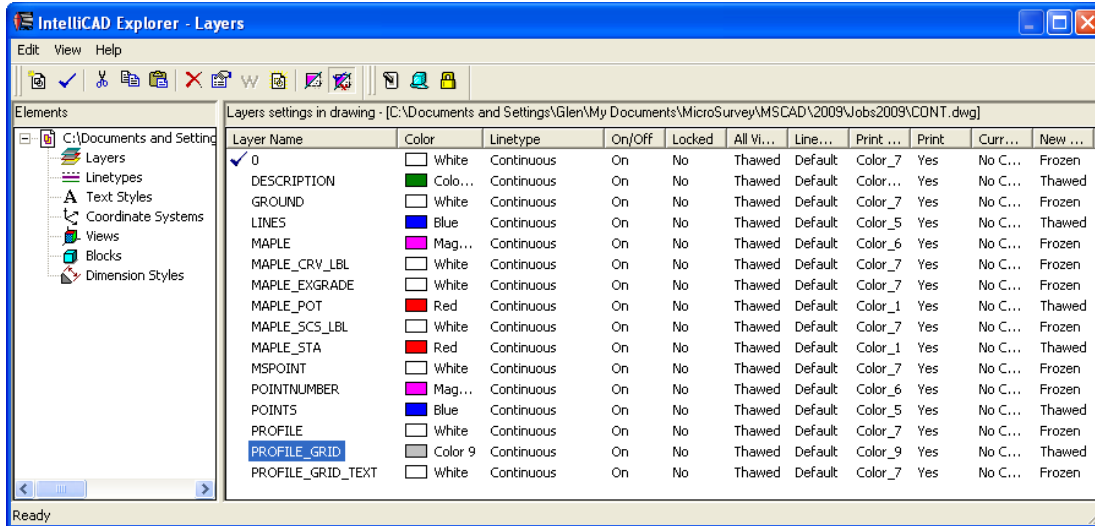 IntelliCAD Explorer - Layers
Edit View Help
Elements
Layers settings in drawing - [C:\Documents and Settings\Glen\My Documents\MicroSurvey\MSCAD\2009\Jobs2009\CONT.dwg]
C:\Documents and Setting
Layers
Linetypes
Text Styles
Coordinate Systems
Views
Blocks
Dimension Styles
Layer Name Color Linetype On/Off Locked All Vi... Line... Print ... Print Curr... New ...
0 White Continuous On No Thawed Default Color_7 Yes No C... Frozen
DESCRIPTION Colo... Continuous On No Thawed Default Color... Yes No C... Thawed
GROUND White Continuous On No Thawed Default Color_7 Yes No C... Frozen
LINES Blue Continuous On No Thawed Default Color_5 Yes No C... Thawed
MAPLE Mag... Continuous On No Thawed Default Color_6 Yes No C... Frozen
MAPLE_CRV_LBL White Continuous On No Thawed Default Color_7 Yes No C... Frozen
MAPLE_EXGRADE White Continuous On No Thawed Default Color_7 Yes No C... Frozen
MAPLE_POT Red Continuous On No Thawed Default Color_1 Yes No C... Thawed
MAPLE_SCS_LBL White Continuous On No Thawed Default Color_7 Yes No C... Frozen
MAPLE_STA Red Continuous On No Thawed Default Color_1 Yes No C... Thawed
MSPOINT White Continuous On No Thawed Default Color_7 Yes No C... Frozen
POINTNUMBER Mag... Continuous On No Thawed Default Color_6 Yes No C... Frozen
POINTS Blue Continuous On No Thawed Default Color_5 Yes No C... Thawed
PROFILE White Continuous On No Thawed Default Color_7 Yes No C... Frozen
PROFILE_GRID Color 9 Continuous On No Thawed Default Color_9 Yes No C... Thawed
PROFILE_GRID_TEXT White Continuous On No Thawed Default Color_7 Yes No C... Frozen
Ready